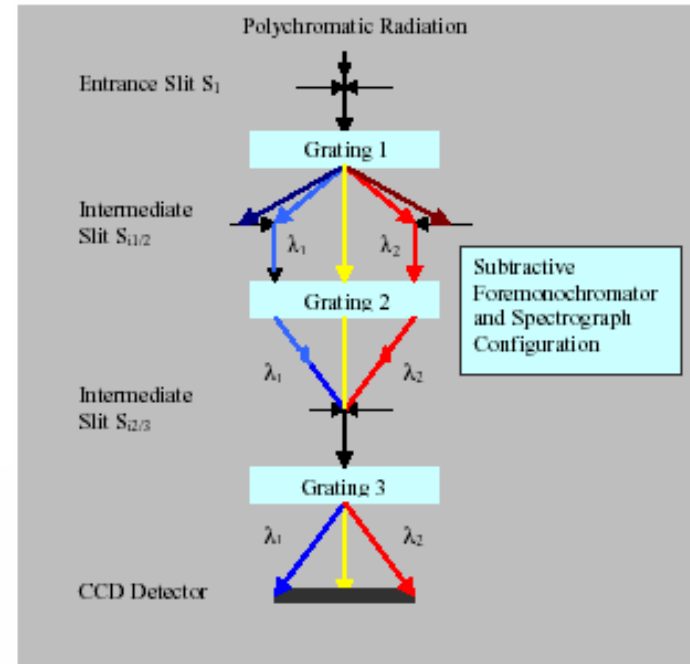 Polychromatic Radiation
Entrance Slit S1
Grating 1
Intermediate
Slit Si1/2
λ1
λ2
Subtractive
Foremonochromator
and Spectrograph
Configuration
Grating 2
λ1
λ2
Intermediate
Slit Si2/3
Grating 3
λ1
λ2
CCD Detector